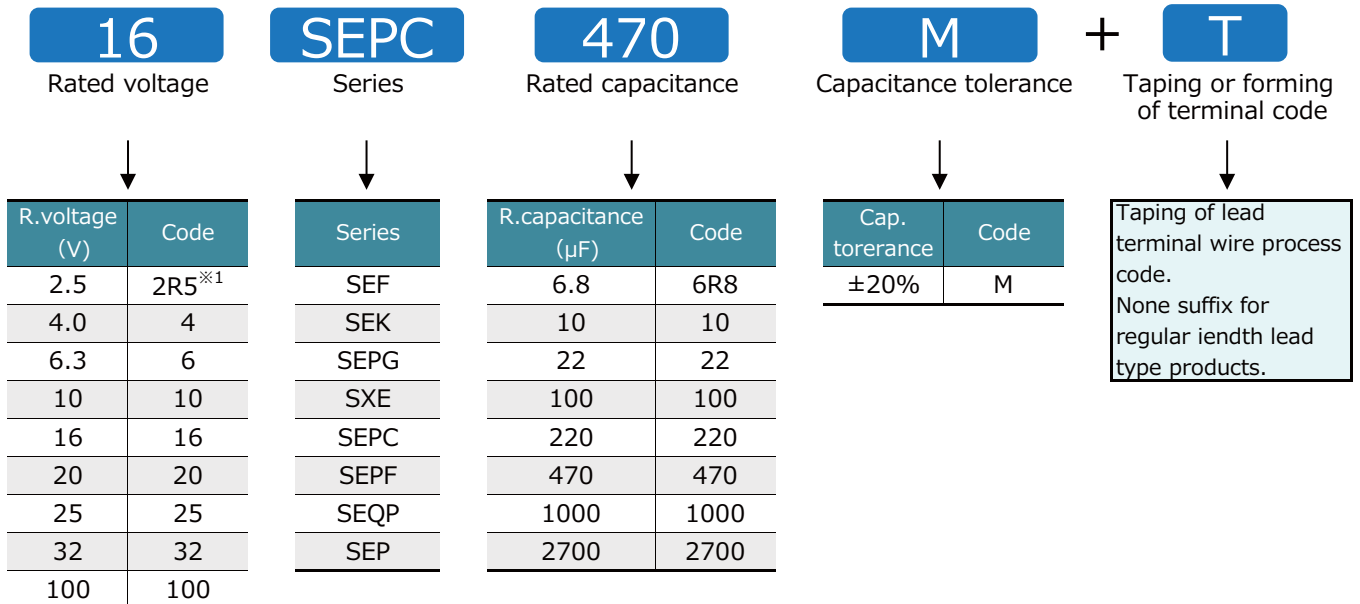 16 SEPC 470 M + T
Rated voltage Series Rated capacitance Capacitance tolerance Taping or forming
of terminal code
R.voltage
(V) Code
2.5 2R5※1
4.0 4
6.3 6
10 10
16 16
20 20
25 25
32 32
100 100
Series
SEF
SEK
SEPG
SXE
SEPC
SEPF
SEQP
SEP
R.capacitance
(μF) Code
6.8 6R8
10 10
22 22
100 100
220 220
470 470
1000 1000
2700 2700
Cap.
torerance Code
±20% M
Taping of lead
terminal wire process
code.
None suffix for
regular iendth lead
type products.